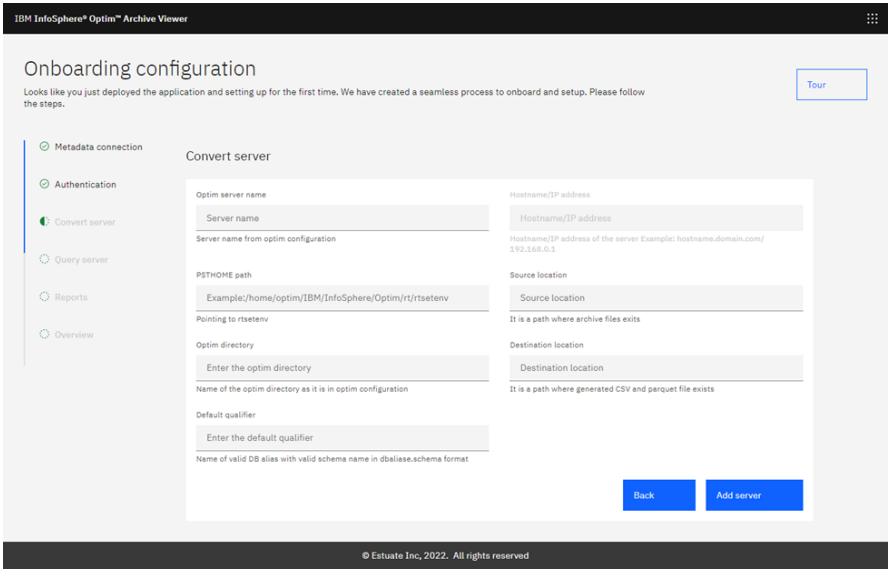 IBM InfoSphere® Optim™ Archive Viewer
Onboarding configuration
Looks like you just deployed the application and setting up for the first time. We have created a seamless process to onboard and setup. Please follow
the steps.
Tour
Metadata connection
Authentication
Convert server
Query server
Reports
Overview
Convert server
Optim server name
Server name
Server name from optim configuration
Hostname/IP address
Hostname/IP address
Hostname/IP address of the server Example: hostname.domain.com/
192.168.0.1
PSTHOME path
Example:/home/optim/IBM/InfoSphere/Optim/rt/rtsetenv
Pointing to rtsetenv
Source location
Source location
It is a path where archive files exits
Optim directory
Enter the optim directory
Name of the optim directory as it is in optim configuration
Destination location
Destination location
It is a path where generated CSV and parquet file exists
Default qualifier
Enter the default qualifier
Name of valid DB alias with valid schema name in dbaliase.schema format
Back
Add server
© Estuate Inc, 2022. All rights reserved